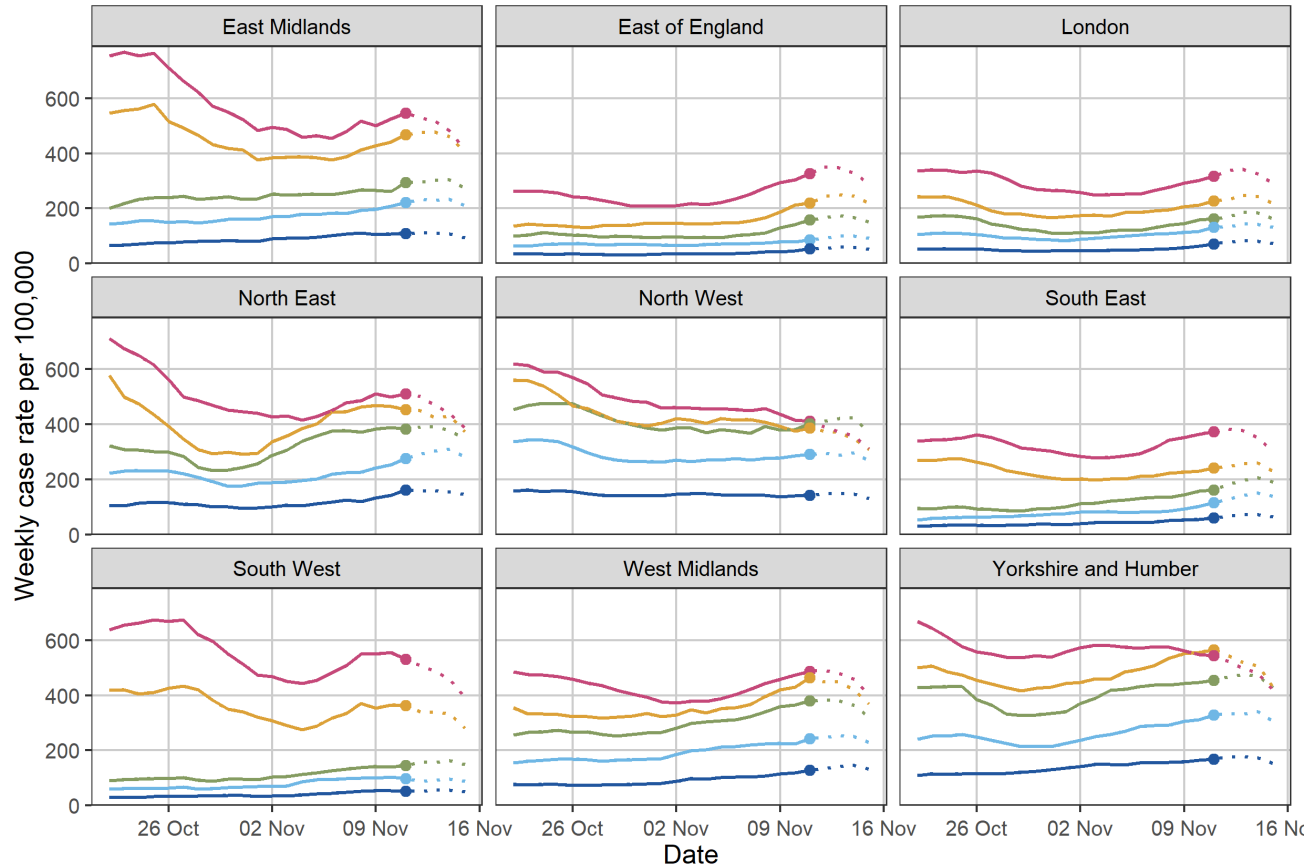 East Midlands East of England London
600
400
200
0
North East North West South East
600
400
200
0
South West West Midlands Yorkshire and Humber
600
400
200
0
26 Oct 02 Nov 09 Nov 16 Nov 26 Oct 02 Nov 09 Nov 16 Nov 26 Oct 02 Nov 09 Nov 16 No
Date
Weekly case rate per 100,000